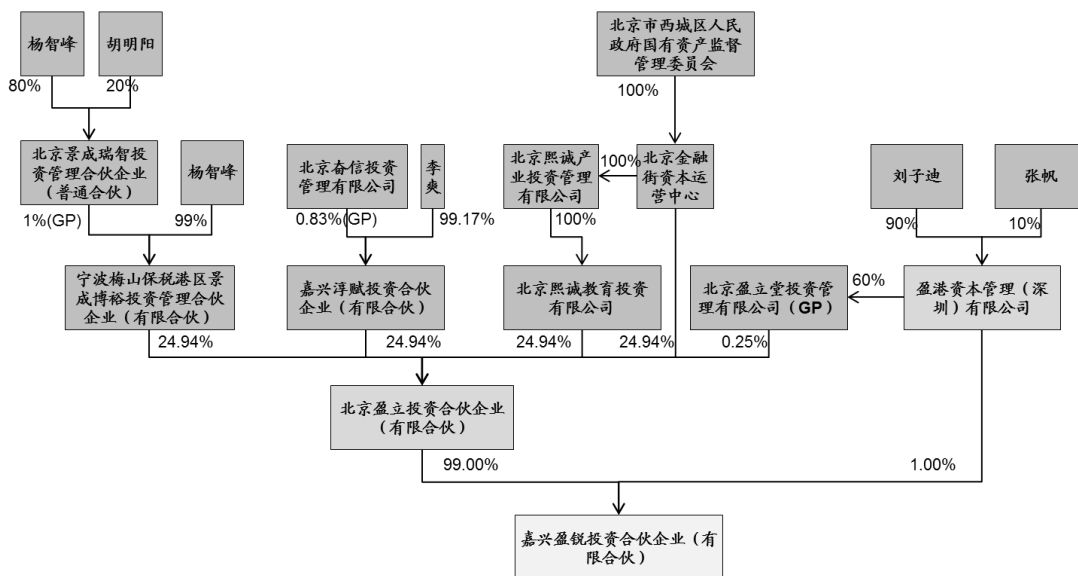 杨智峰
胡明阳
北京市西城区人民
政府国有资产监督
管理委员会
80%
20%
100%
北京景成瑞智投
资管理合伙企业
（普通合伙）
杨智峰
北京奋信投资
管理有限公司
李
爽
北京熙诚产
业投资管理
有限公司
100%
北京金融
街资本运
营中心
刘子迪
张帆
1%(GP)
99%
0.83%(GP)
99.17%
100%
90%
10%
宁波梅山保税港区景
成博裕投资管理合伙
企业（有限合伙）
嘉兴淳赋投资合伙
企业（有限合伙）
北京熙诚教育投资
有限公司
北京盈立堂投资管
理有限公司（GP）
60%
盈港资本管理（深
圳）有限公司
24.94%
24.94%
24.94%
24.94%
0.25%
北京盈立投资合伙企业
（有限合伙）
99.00%
1.00%
嘉兴盈锐投资合伙企业（有
限合伙）